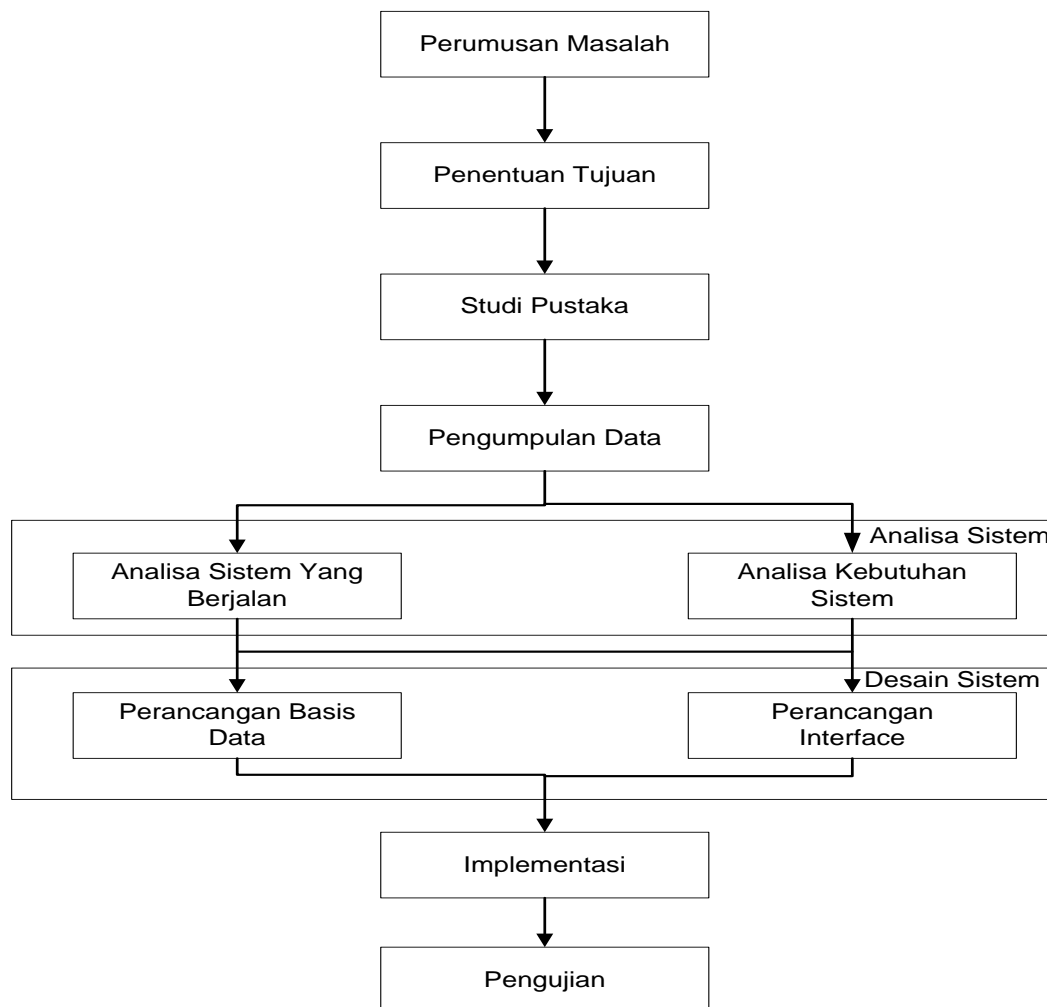 Perumusan Masalah
Penentuan Tujuan
Studi Pustaka
Pengumpulan Data
Analisa Sistem
Analisa Sistem Yang
Berjalan
Analisa Kebutuhan
Sistem
Desain Sistem
Perancangan Basis
Data
Perancangan
Interface
Implementasi
Pengujian